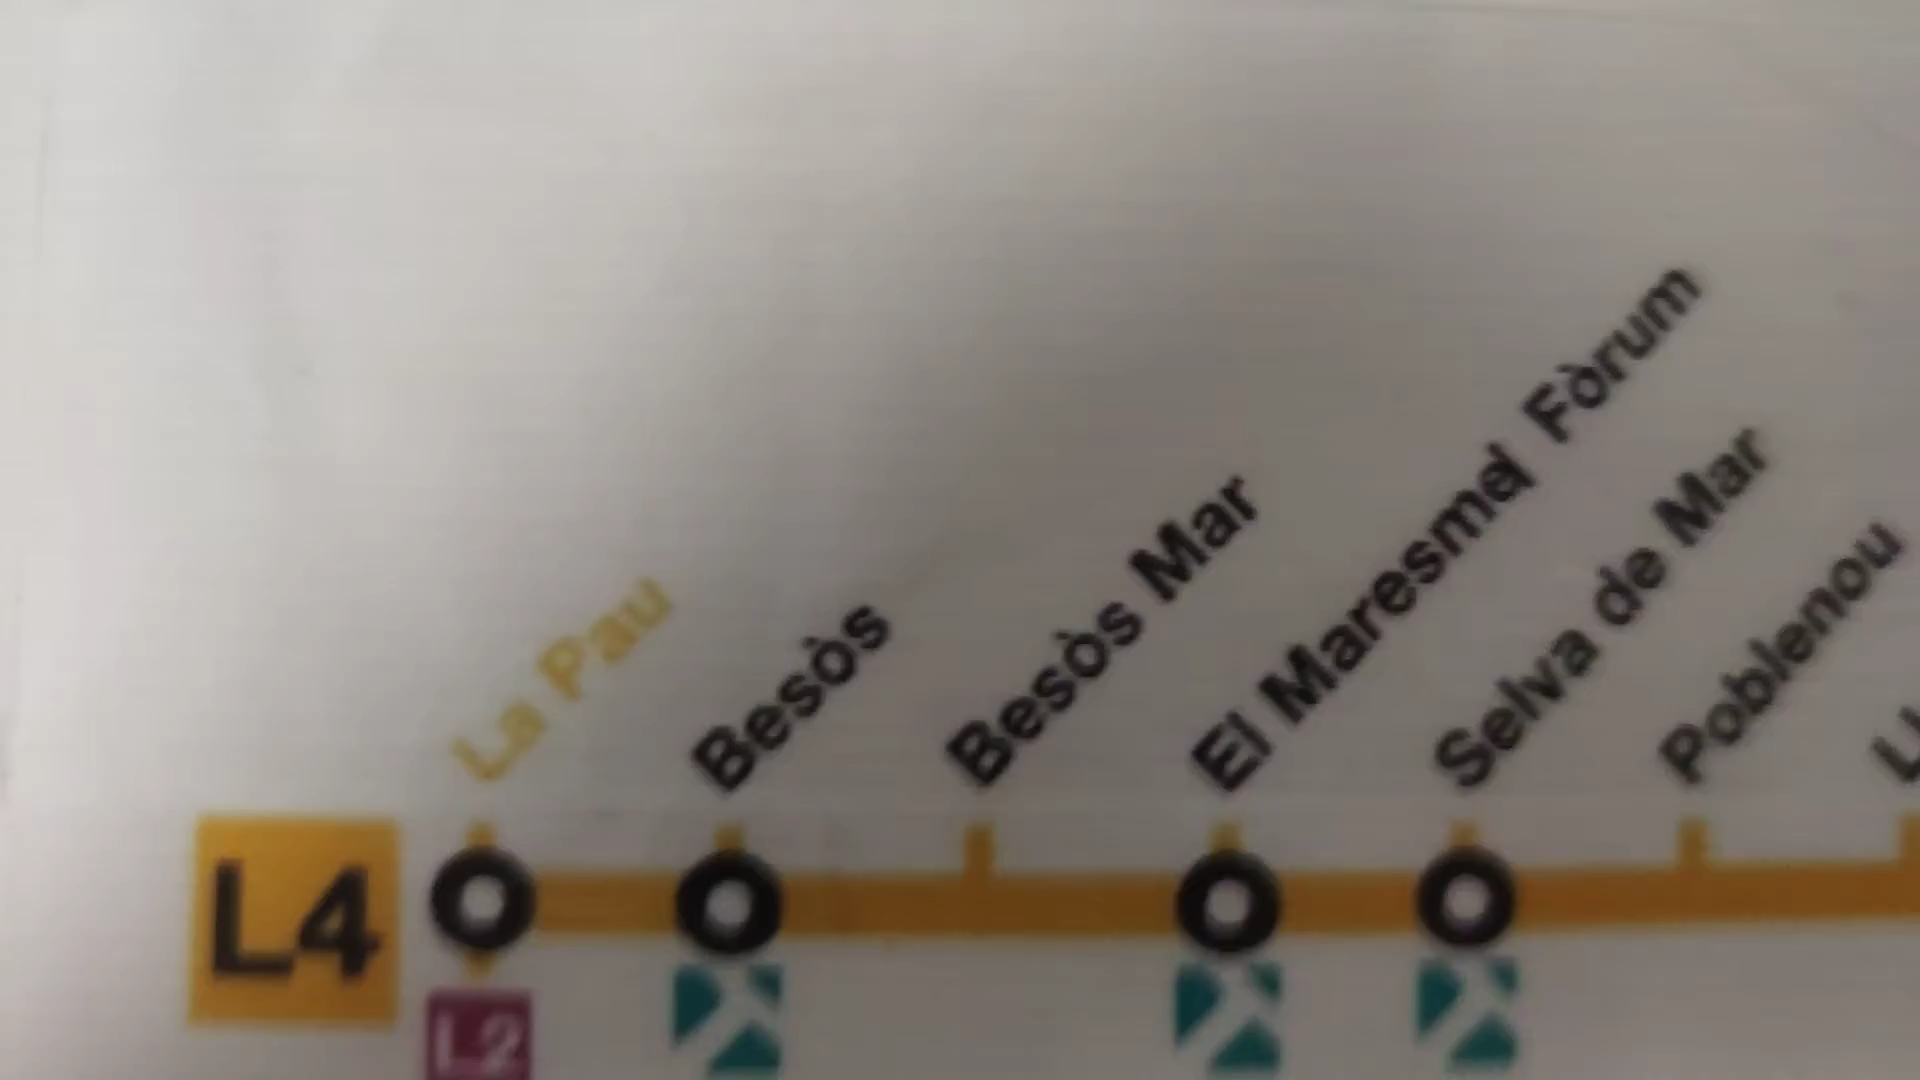 La Pau
Besòs
Besòs Mar
El Maresme| Fòrum
Selva de Mar
Poblenou
L4
L2